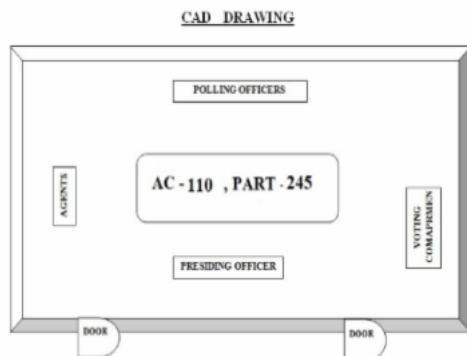 CAD DRAWING
POLLING OFFICERS
AC - 110 , PART - 245
AGENTS
VOTING
COMAPRMEN
PRESIDING OFFICER
DOOR
DOOR